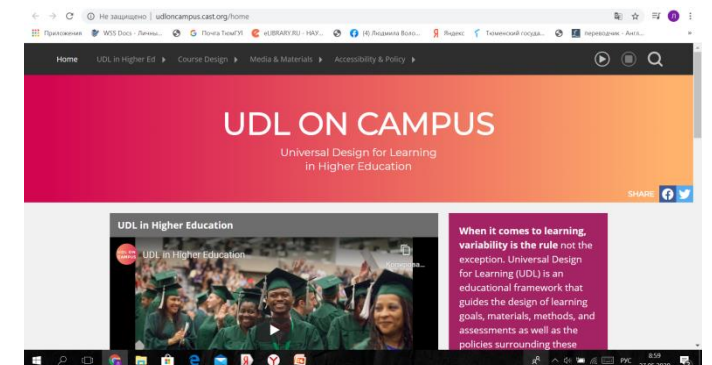 Не защищено | udloncampus.cast.org/home
Приложения WSS Docs - Личны... Почта ТюмГУ! eLIBRARY.RU - НАУ... (4) Людмила Воло... Яндекс Тюменский госуда... переводчик - Англ... »
Home UDL in Higher Ed Course Design Media & Materials Accessibility & Policy
UDL ON CAMPUS
Universal Design for Learning
in Higher Education
SHARE
UDL in Higher Education
UDL ON CAMPUS
UDL in Higher Education
Копирова...
When it comes to learning,
variability is the rule not the
exception. Universal Design
for Learning (UDL) is an
educational framework that
guides the design of learning
goals, materials, methods, and
assessments as well as the
policies surrounding these
РУС 8:59